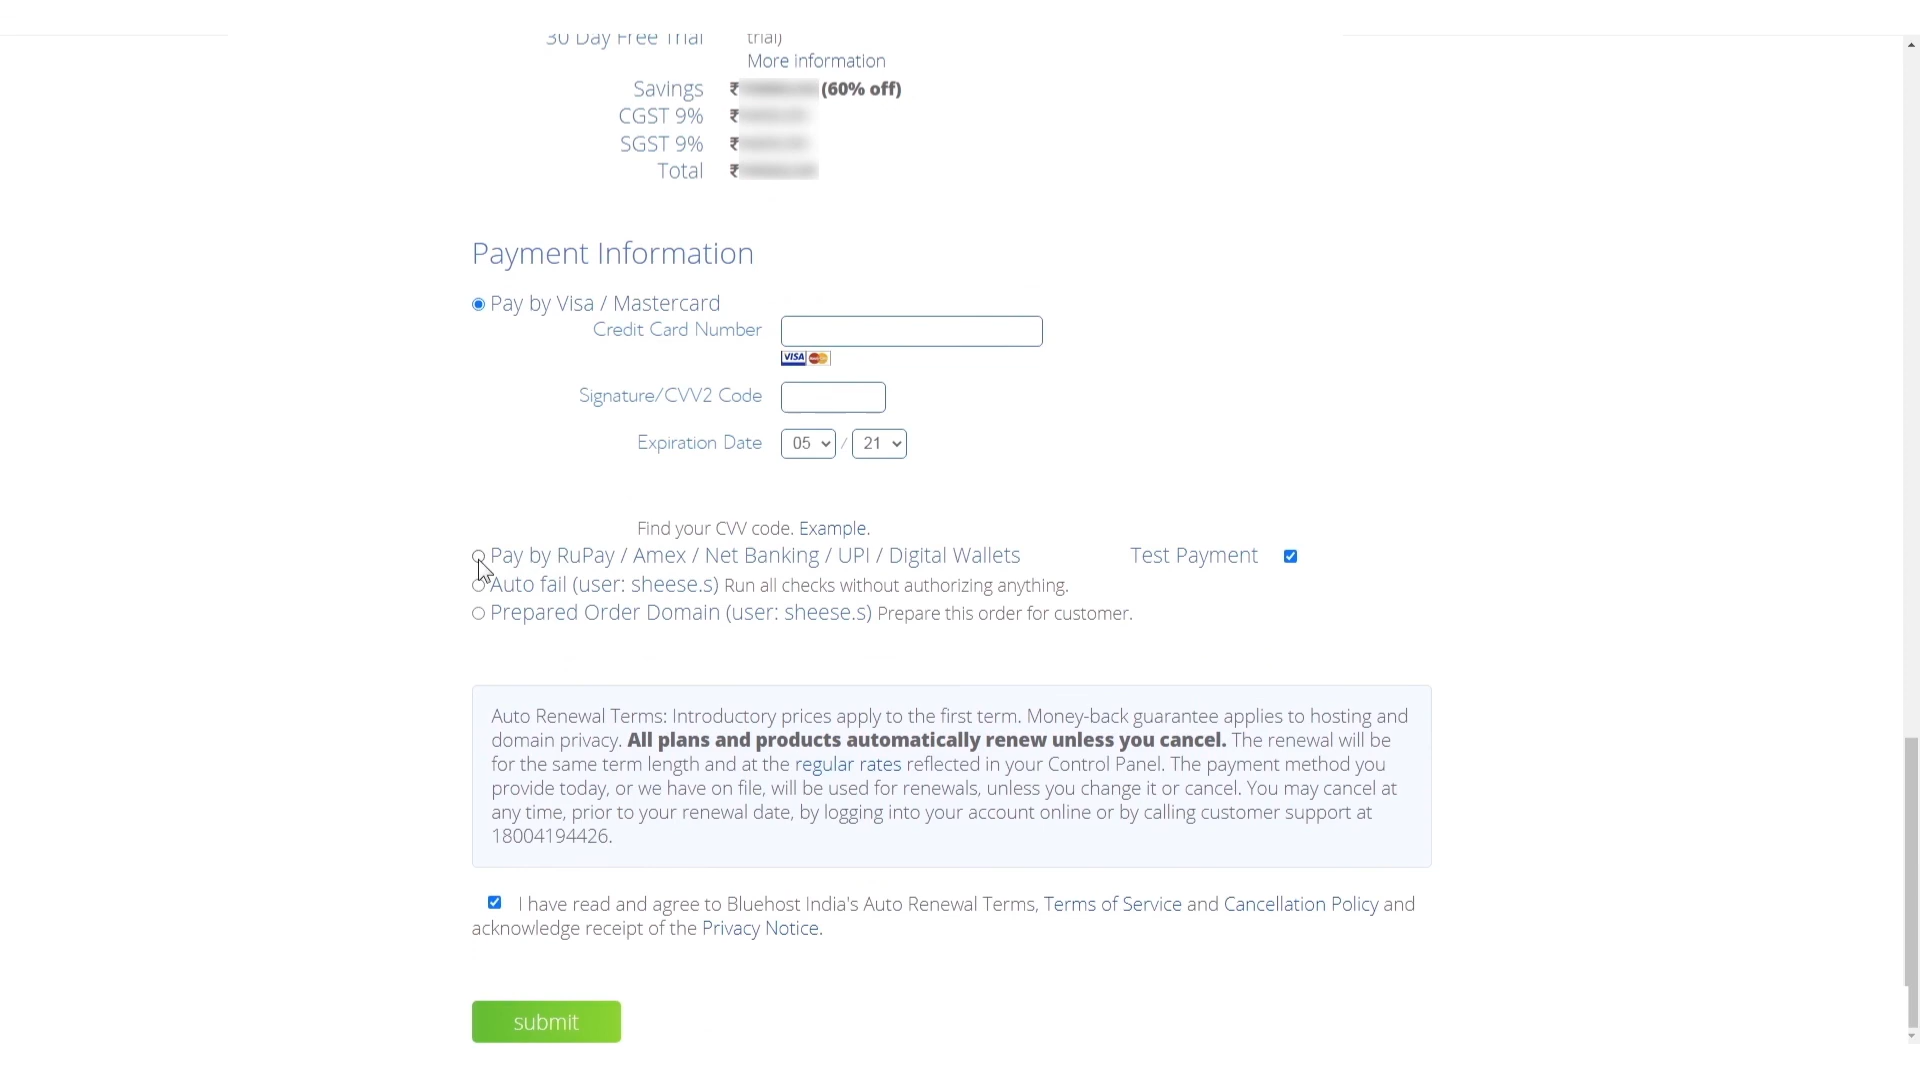 30 Day Free Trial trial)
More information
Savings ₹ (60% off)
CGST 9% ₹
SGST 9% ₹
Total ₹
Payment Information
Pay by Visa / Mastercard
Credit Card Number
VISA
Signature/CVV2 Code
Expiration Date 05 / 21
Find your CVV code. Example.
Pay by RuPay / Amex / Net Banking / UPI / Digital Wallets Test Payment
Auto fail (user: sheese.s) Run all checks without authorizing anything.
Prepared Order Domain (user: sheese.s) Prepare this order for customer.
Auto Renewal Terms: Introductory prices apply to the first term. Money-back guarantee applies to hosting and
domain privacy. All plans and products automatically renew unless you cancel. The renewal will be
for the same term length and at the regular rates reflected in your Control Panel. The payment method you
provide today, or we have on file, will be used for renewals, unless you change it or cancel. You may cancel at
any time, prior to your renewal date, by logging into your account online or by calling customer support at
18004194426.
I have read and agree to Bluehost India's Auto Renewal Terms, Terms of Service and Cancellation Policy and
acknowledge receipt of the Privacy Notice.
submit